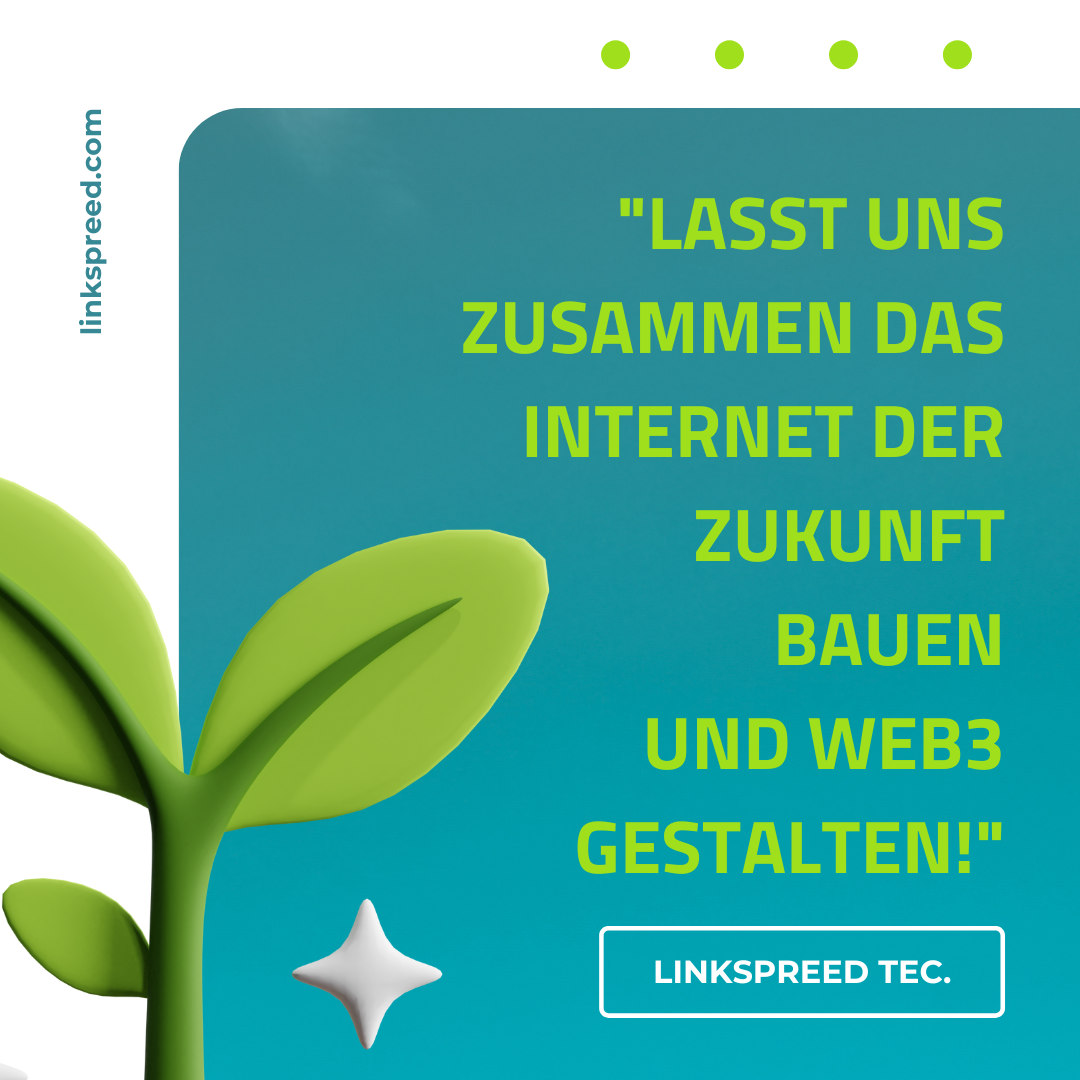 linkspreed.com
"LASST UNS
ZUSAMMEN DAS
INTERNET DER
ZUKUNFT
BAUEN
UND WEB3
GESTALTEN!"
LINKSPREED TEC.